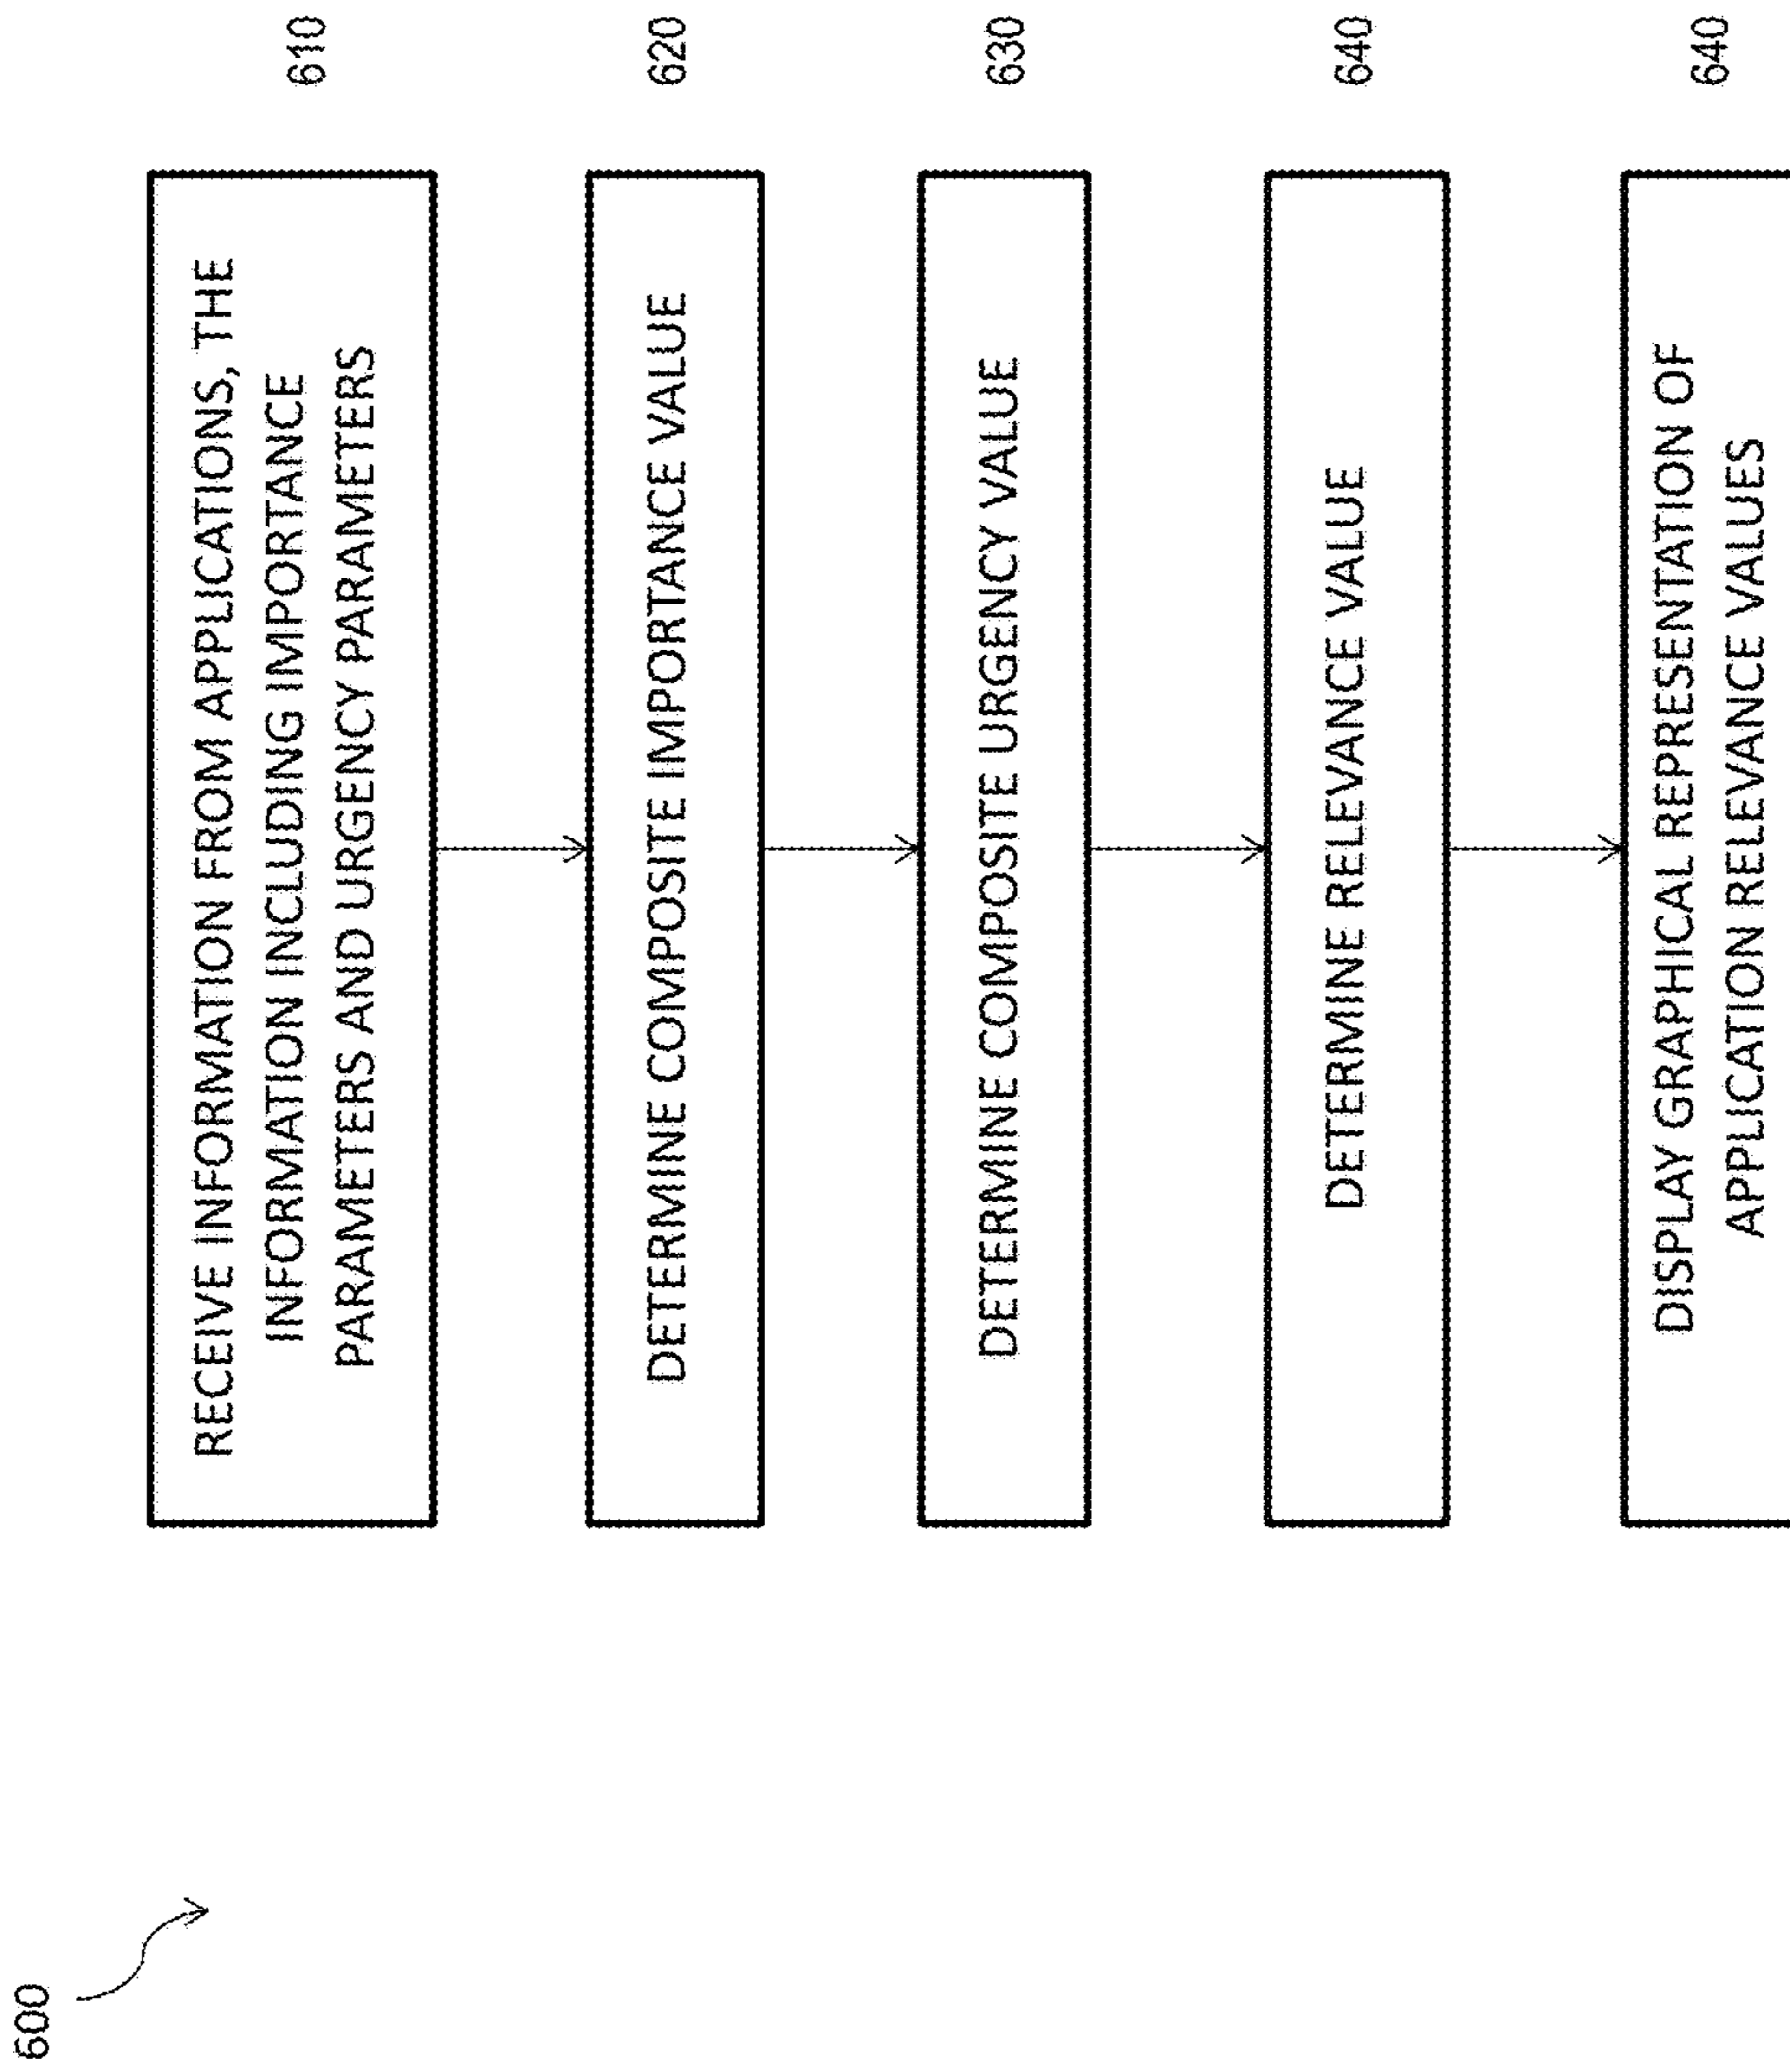 600
RECEIVE INFORMATION FROM APPLICATIONS, THE
INFORMATION INCLUDING IMPORTANCE
PARAMETERS AND URGENCY PARAMETERS
610
DETERMINE COMPOSITE IMPORTANCE VALUE
620
DETERMINE COMPOSITE URGENCY VALUE
630
DETERMINE RELEVANCE VALUE
640
DISPLAY GRAPHICAL REPRESENTATION OF
APPLICATION RELEVANCE VALUES
640